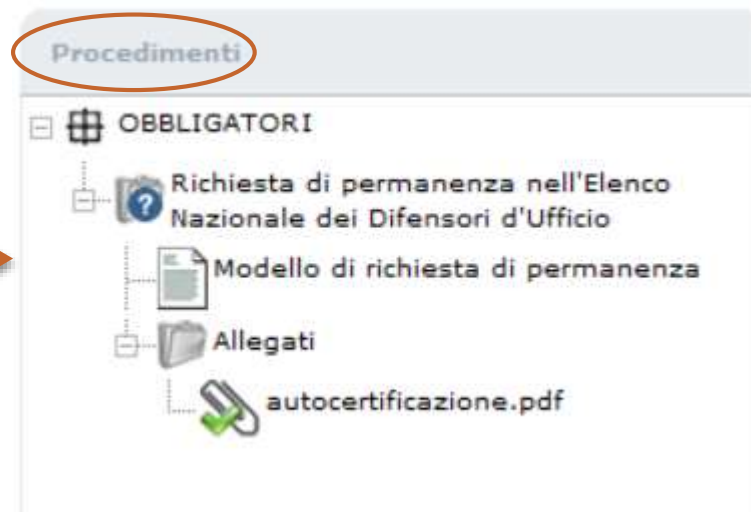 Procedimenti
OBBLIGATORI
Richiesta di permanenza nell'Elenco
Nazionale dei Difensori d'Ufficio
Modello di richiesta di permanenza
Allegati
autocertificazione.pdf